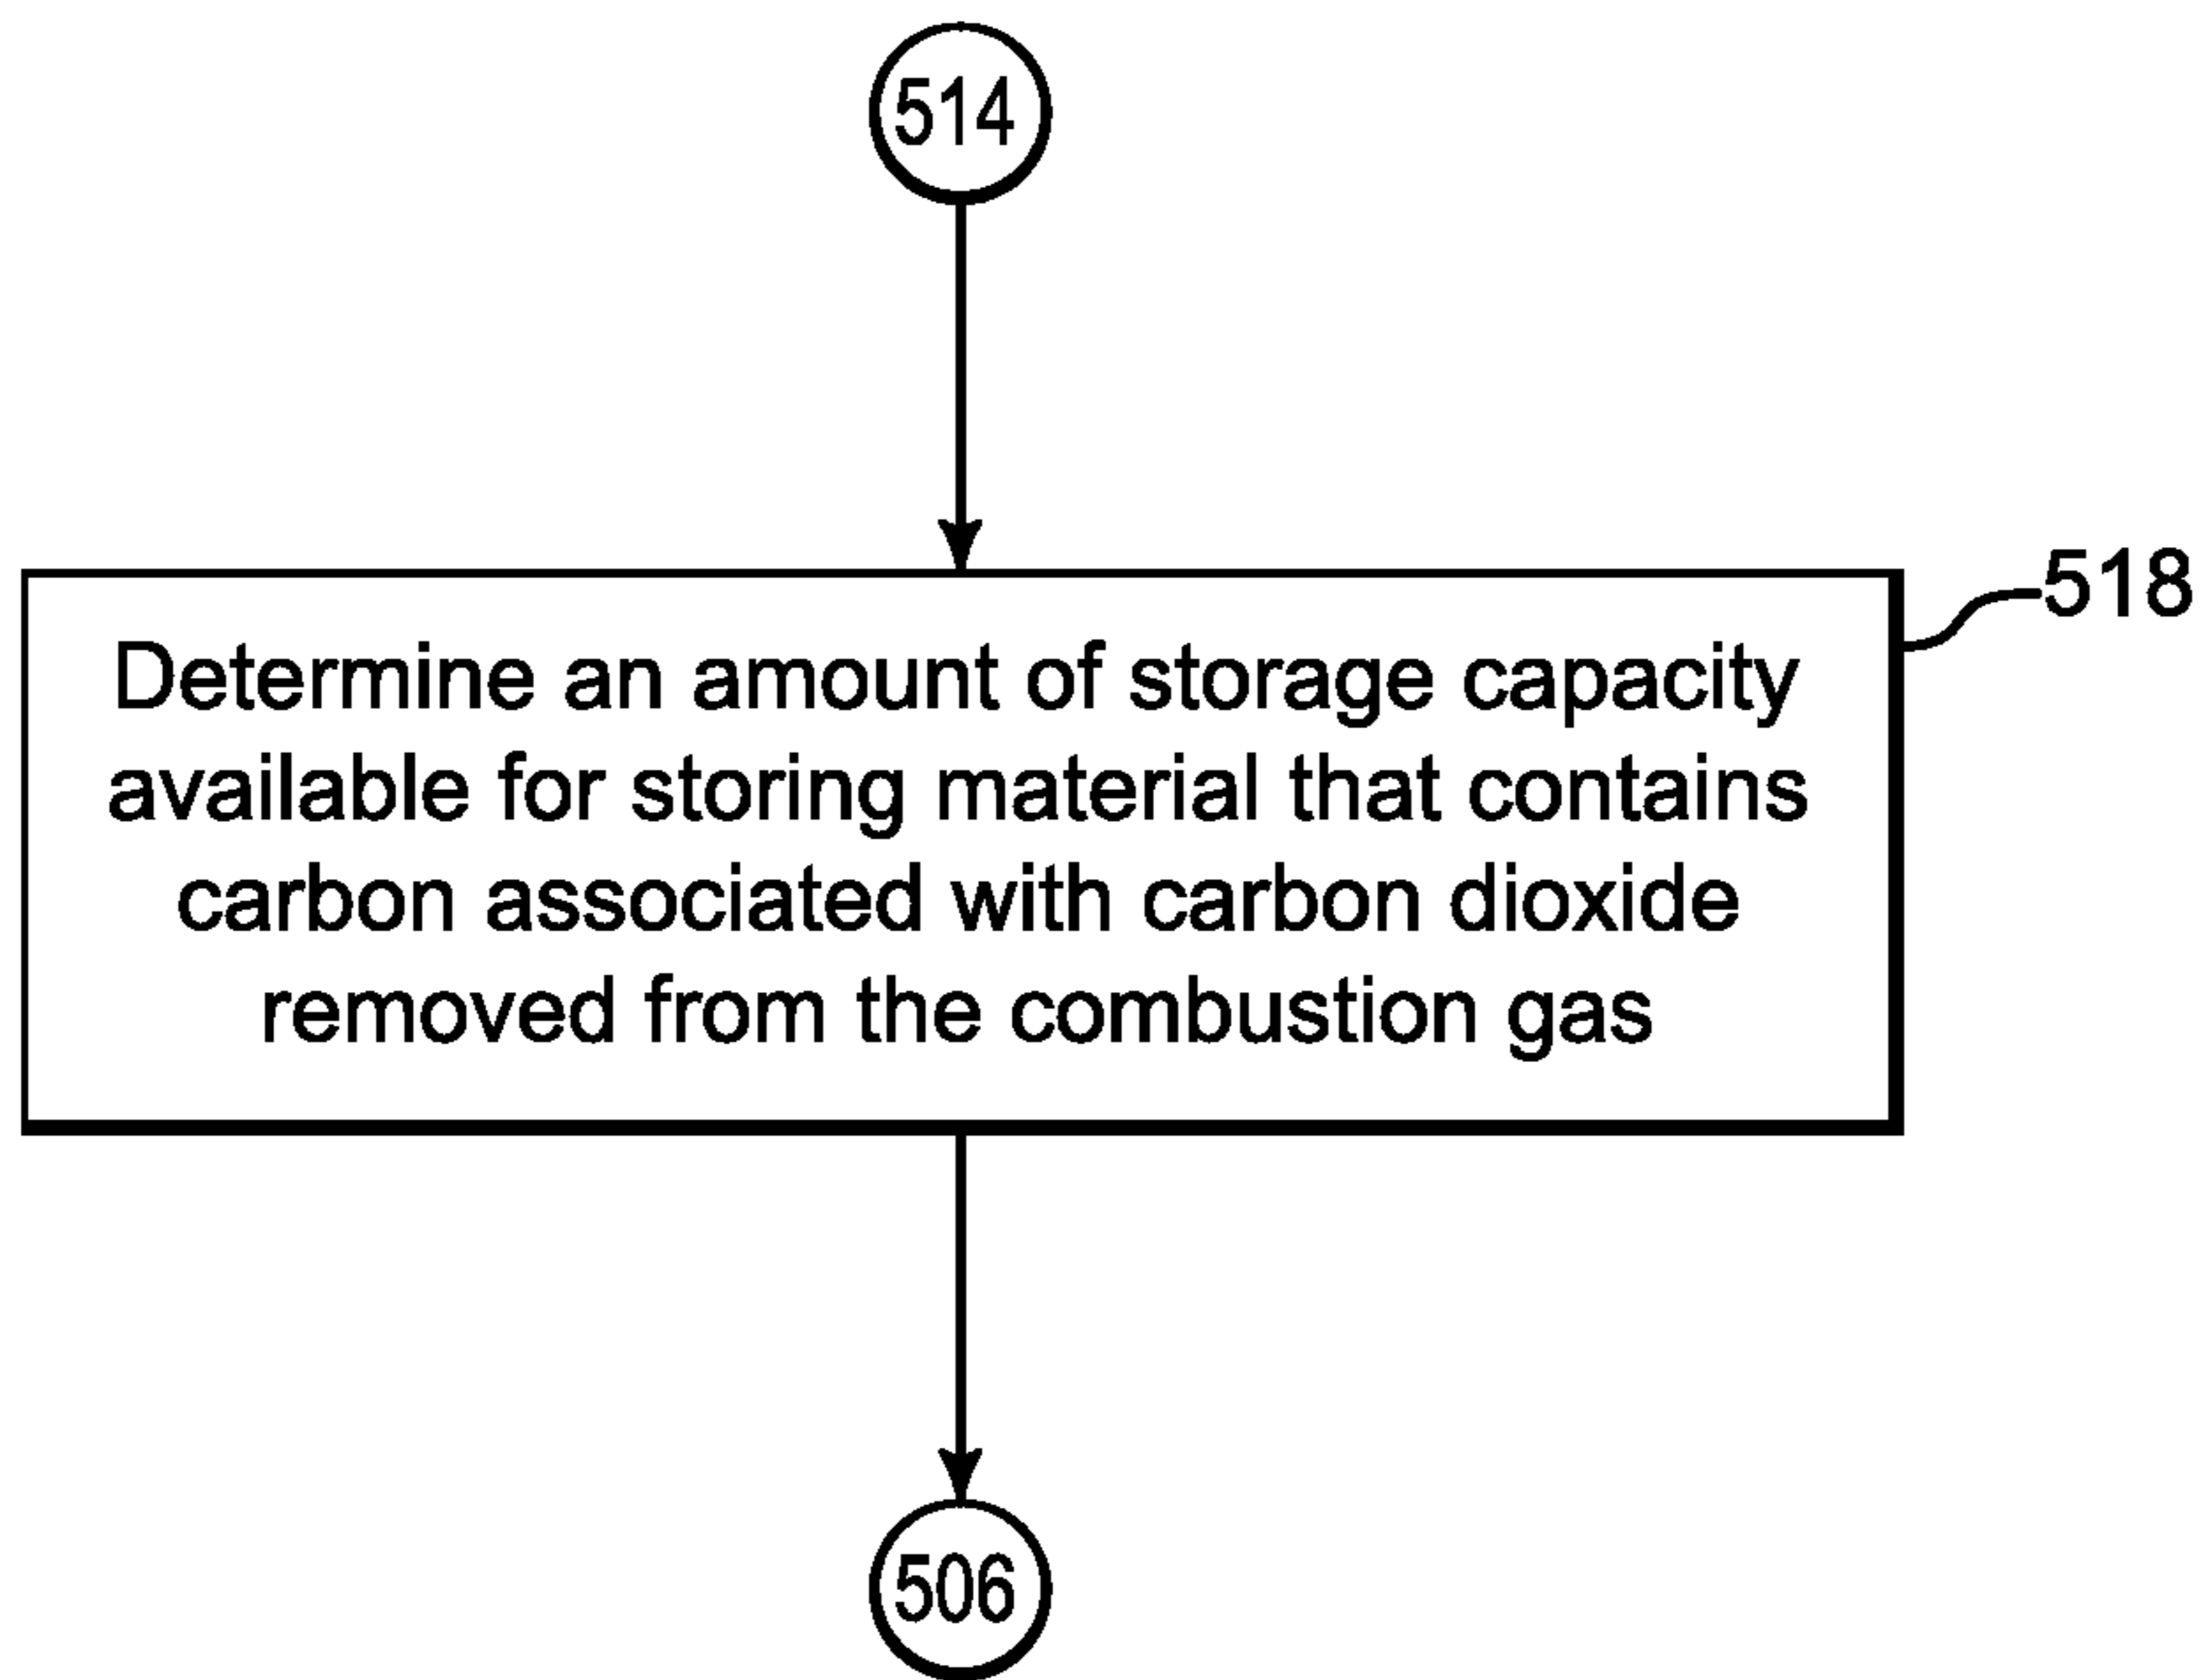 514
518
Determine an amount of storage capacity
available for storing material that contains
carbon associated with carbon dioxide
removed from the combustion gas
506